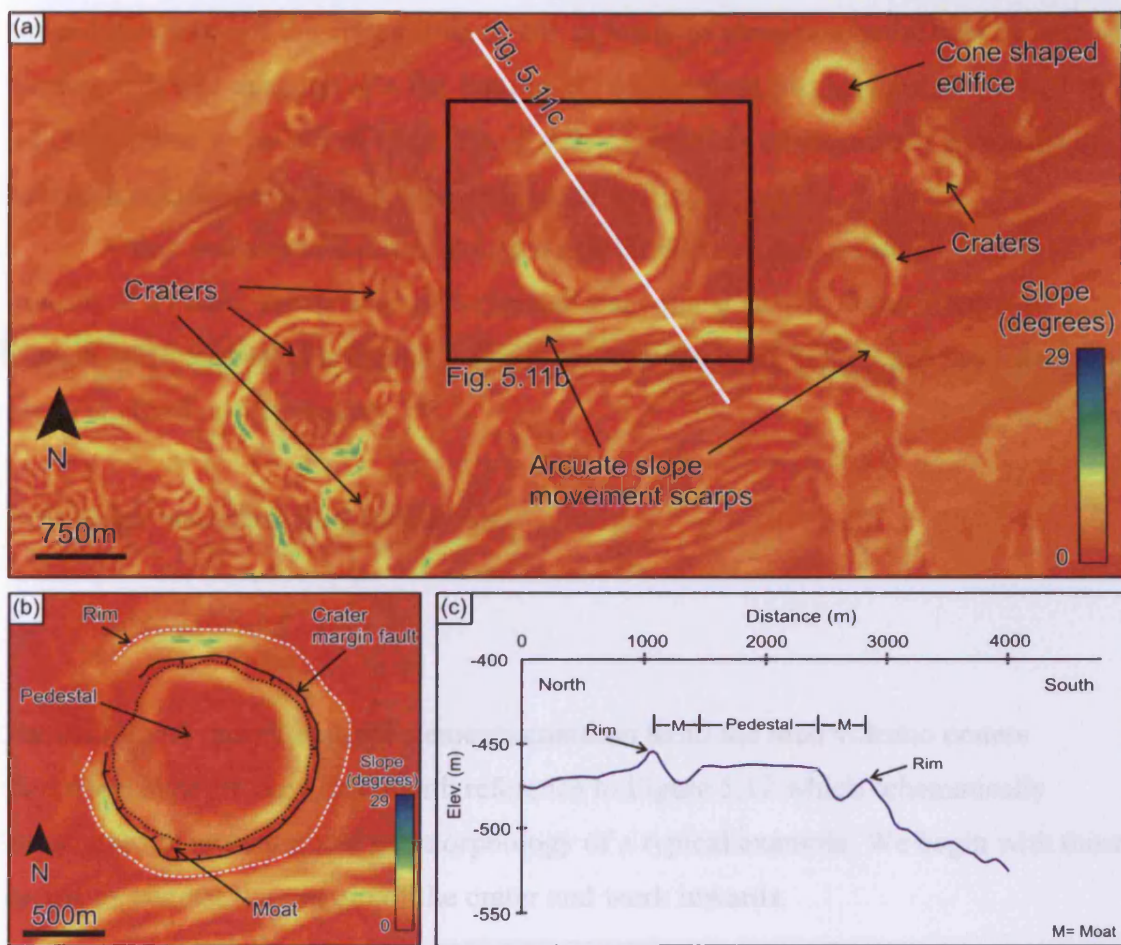 (a)
Fig. 5.11c
Cone shaped
edifice
Craters
Craters
Slope
(degrees)
29
0
Fig. 5.11b
Arcuate slope
movement scarps
N
750m
(b)
Rim
Crater
margin fault
Pedestal
Slope
(degrees)
29
0
N
500m
Moat
(c)
Distance (m)
0 1000 2000 3000 4000
-400
North South
M Pedestal M
Rim
Rim
-450
Elev. (m)
-500
-550
M= Moat